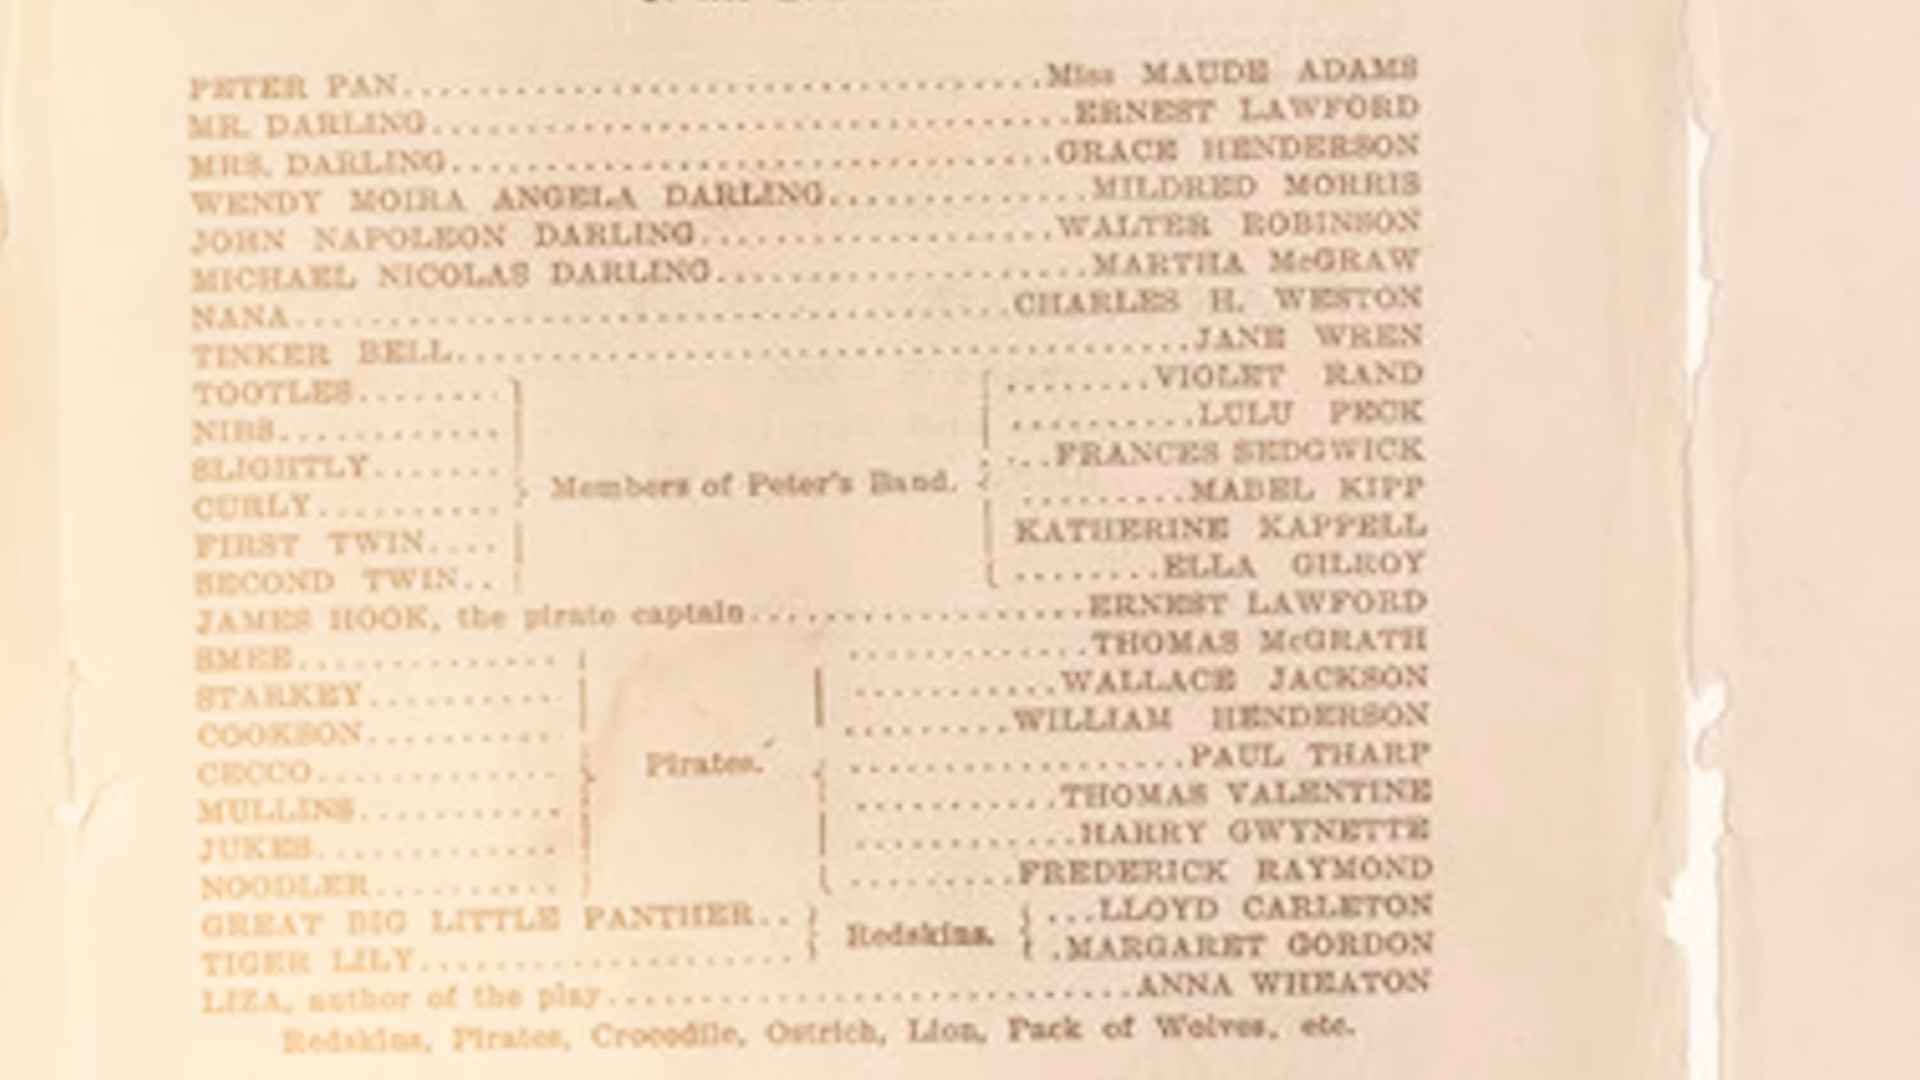 PETER PAN........Miss MAUDE ADAMS
MR. DARLING........ERNEST LAWFORD
MRS. DARLING........GRACE HENDERSON
WENDY MOIRA ANGELA DARLING........MILDRED MORRIS
JOHN NAPOLEON DARLING........WALTER ROBINSON
MICHAEL NICOLAS DARLING........MARTHA McGRAW
NANA........CHARLES H. WESTON
TINKER BELL........JANE WREN
TOOTLES........VIOLET RAND
NIBS........LULU PECK
SLIGHTLY........FRANCES SEDGWICK
Members of Peter's Band.
CURLY........MABEL KIPP
FIRST TWIN....KATHERINE KAPPELL
SECOND TWIN........ELLA GILROY
JAMES HOOK, the pirate captain........ERNEST LAWFORD
SMEE........THOMAS McGRATH
STARKEY........WALLACE JACKSON
COOKSON........WILLIAM HENDERSON
Pirates.
CECCO........PAUL THARP
MULLINS........THOMAS VALENTINE
JUKES........HARRY GWYNETTE
NOODLER........FREDERICK RAYMOND
GREAT BIG LITTLE PANTHER.....LLOYD CARLETON
Redskins.
TIGER LILY........MARGARET GORDON
LIZA, author of the play........ANNA WHEATON
Redskins, Pirates, Crocodile, Ostrich, Lion, Pack of Wolves, etc.